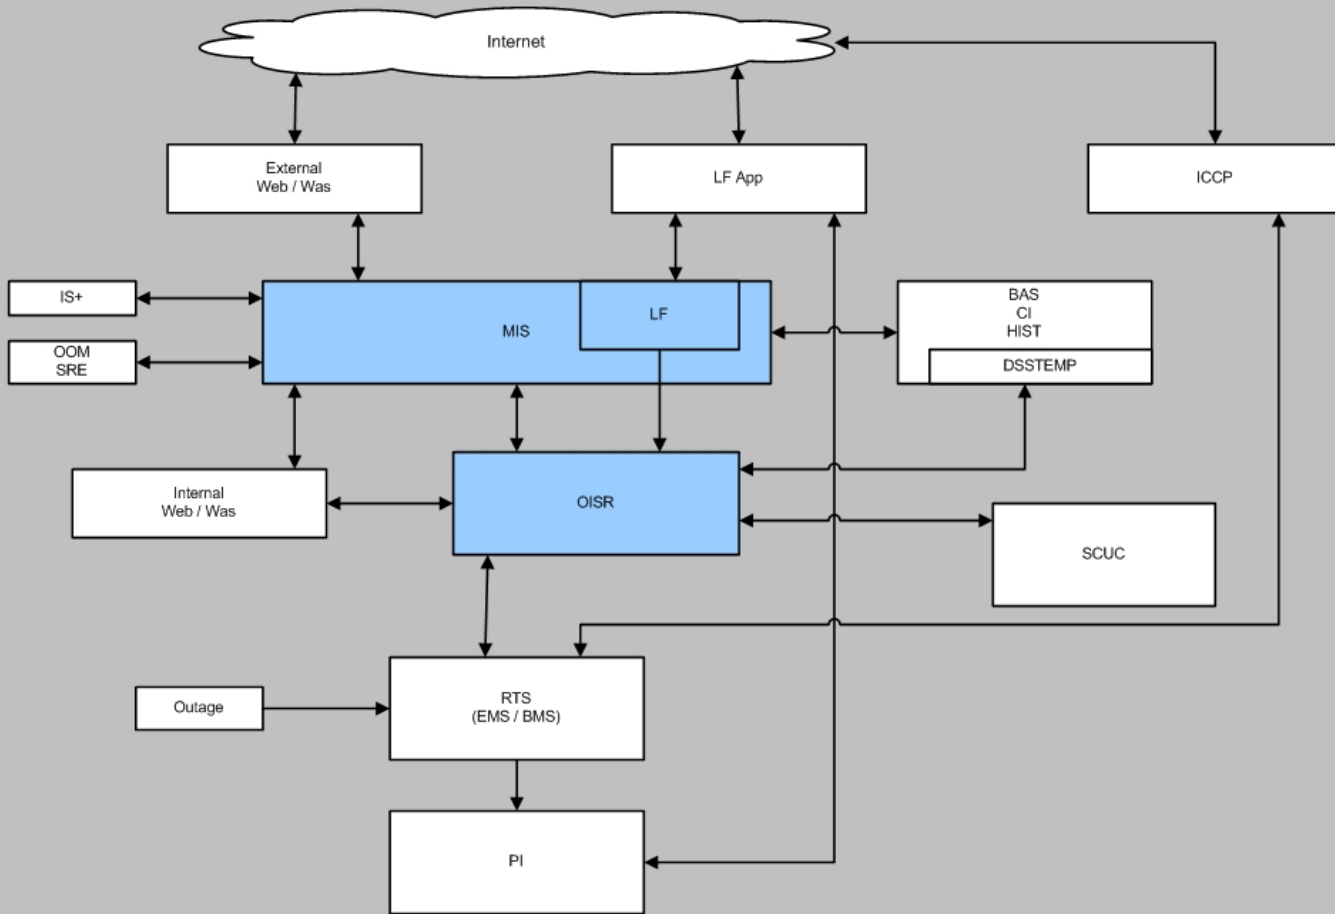 Internet
External
Web / Was
LF App
ICCP
IS+
MIS
LF
BAS
CI
HIST
OOM
SRE
DSSTEMP
Internal
Web / Was
OISR
SCUC
Outage
RTS
(EMS / BMS)
PI